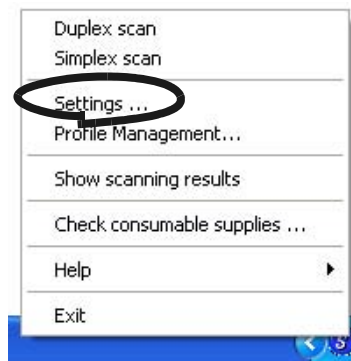 Duplex scan
Simplex scan
Settings ...
Profile Management...
Show scanning results
Check consumable supplies ...
Help
Exit